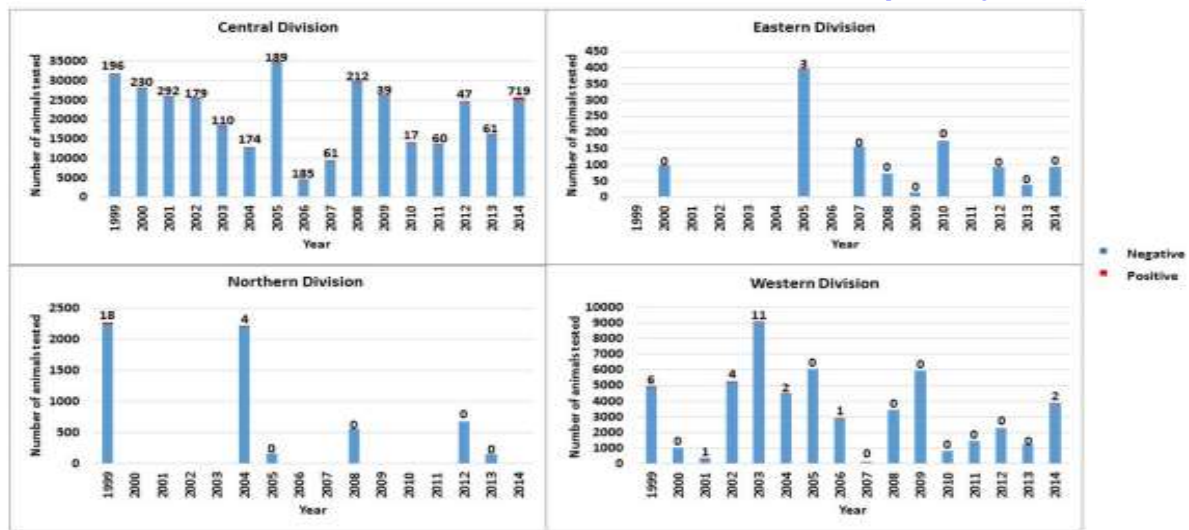 Central Division
Number of animals tested
35000
30000
25000
20000
15000
10000
5000
0
196 230 292 179 110 174 189 185 61 212 39 17 60 47 61 719
1999 2000 2001 2002 2003 2004 2005 2006 2007 2008 2009 2010 2011 2012 2013 2014
Year
Eastern Division
Number of animals tested
450
400
350
300
250
200
150
100
50
0
0 3 0 0 0 0 0 0 0
1999 2000 2001 2002 2003 2004 2005 2007 2008 2009 2010 2011 2012 2013 2014
Year
Negative
Positive
Northern Division
Number of animals tested
2500
2000
1500
1000
500
0
18 4 0 0 0 0
1999 2000 2001 2002 2003 2004 2005 2006 2007 2008 2009 2010 2011 2012 2013 2014
Year
Western Division
Number of animals tested
10000
9000
8000
7000
6000
5000
4000
3000
2000
1000
0
6 0 1 4 11 2 0 1 0 0 0 0 0 0 0 2
1999 2000 2001 2002 2003 2004 2005 2006 2007 2008 2009 2010 2011 2012 2013 2014
Year